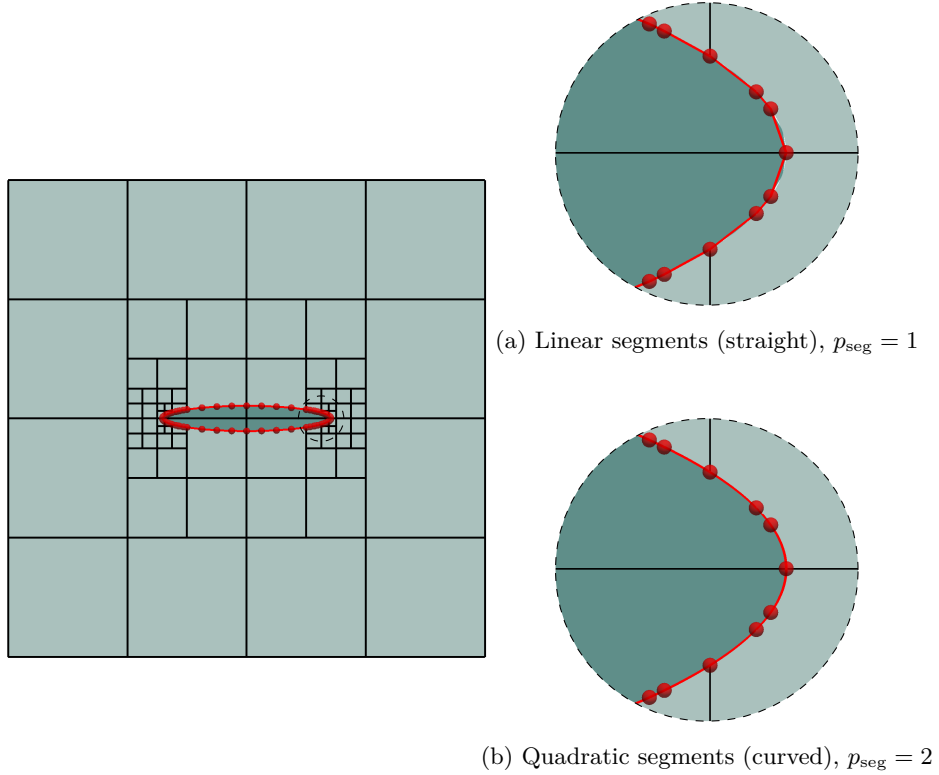 (a) Linear segments (straight), p_seg = 1
(b) Quadratic segments (curved), p_seg = 2